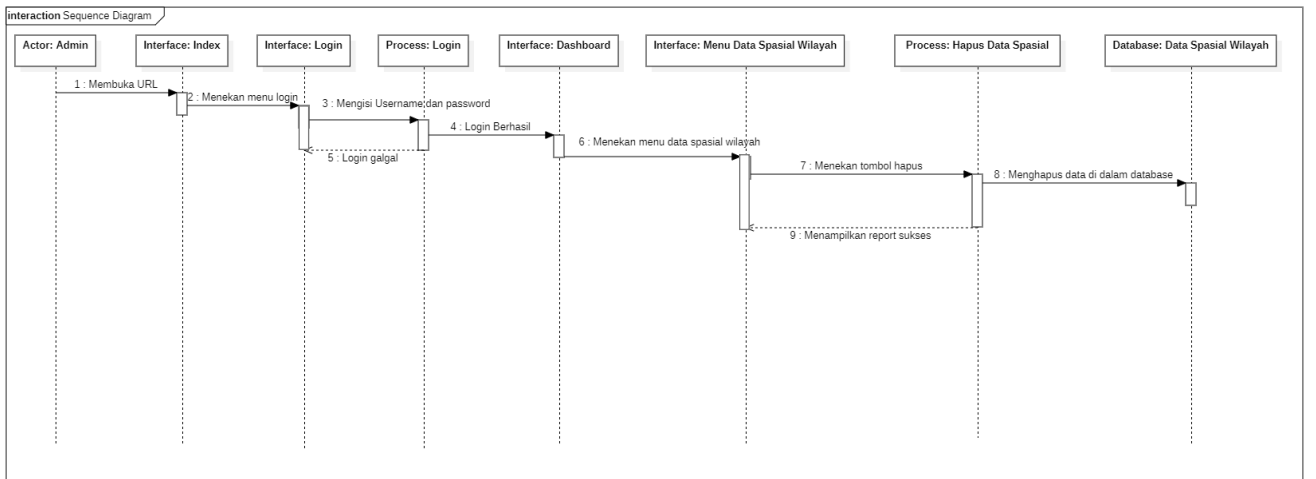 interaction Sequence Diagram
Actor: Admin
Interface: Index
Interface: Login
Process: Login
Interface: Dashboard
Interface: Menu Data Spasial Wilayah
Process: Hapus Data Spasial
Database: Data Spasial Wilayah
1 : Membuka URL
2 : Menekan menu login
3 : Mengisi Username dan password
4 : Login Berhasil
5 : Login galgal
6 : Menekan menu data spasial wilayah
7 : Menekan tombol hapus
8 : Menghapus data di dalam database
9 : Menampilkan report sukses